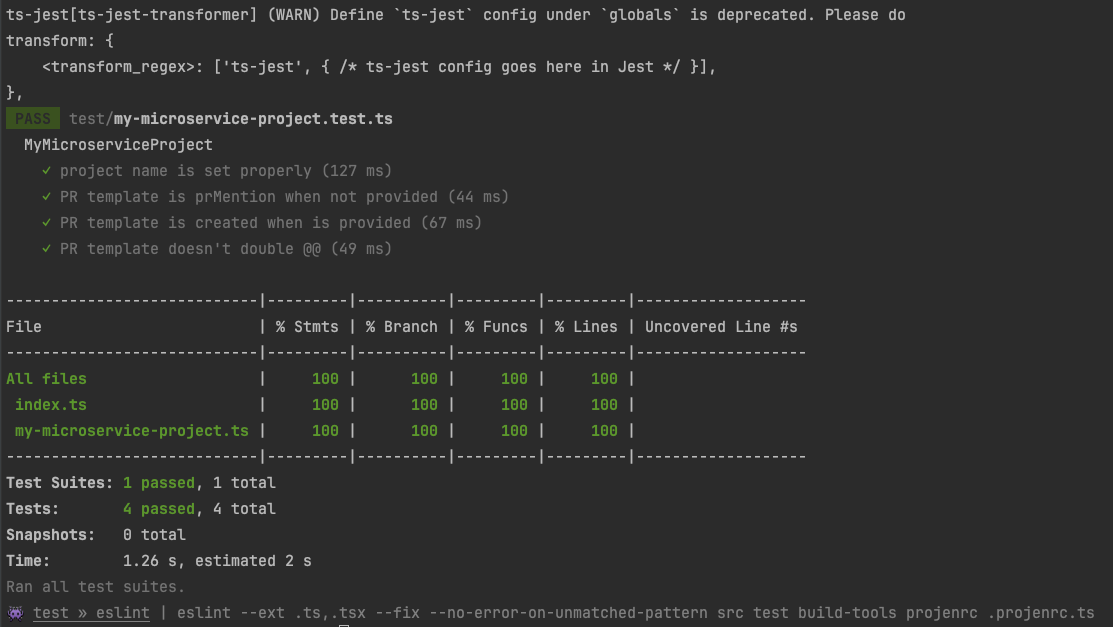 ts-jest[ts-jest-transformer] (WARN) Define `ts-jest` config under `globals` is deprecated. Please do
transform: {
    <transform_regex>: ['ts-jest', { /* ts-jest config goes here in Jest */ }],
},
PASS test/my-microservice-project.test.ts
  MyMicroserviceProject
    ✓ project name is set properly (127 ms)
    ✓ PR template is prMention when not provided (44 ms)
    ✓ PR template is created when is provided (67 ms)
    ✓ PR template doesn't double @@ (49 ms)
----------------------------|---------|----------|---------|---------|-------------------
File                        | % Stmts | % Branch | % Funcs | % Lines | Uncovered Line #s
----------------------------|---------|----------|---------|---------|-------------------
All files                   |     100 |      100 |     100 |     100 |
 index.ts                   |     100 |      100 |     100 |     100 |
 my-microservice-project.ts |     100 |      100 |     100 |     100 |
----------------------------|---------|----------|---------|---------|-------------------
Test Suites: 1 passed, 1 total
Tests:       4 passed, 4 total
Snapshots:   0 total
Time:        1.26 s, estimated 2 s
Ran all test suites.
👾 test » eslint | eslint --ext .ts,.tsx --fix --no-error-on-unmatched-pattern src test build-tools projenrc .projenrc.ts